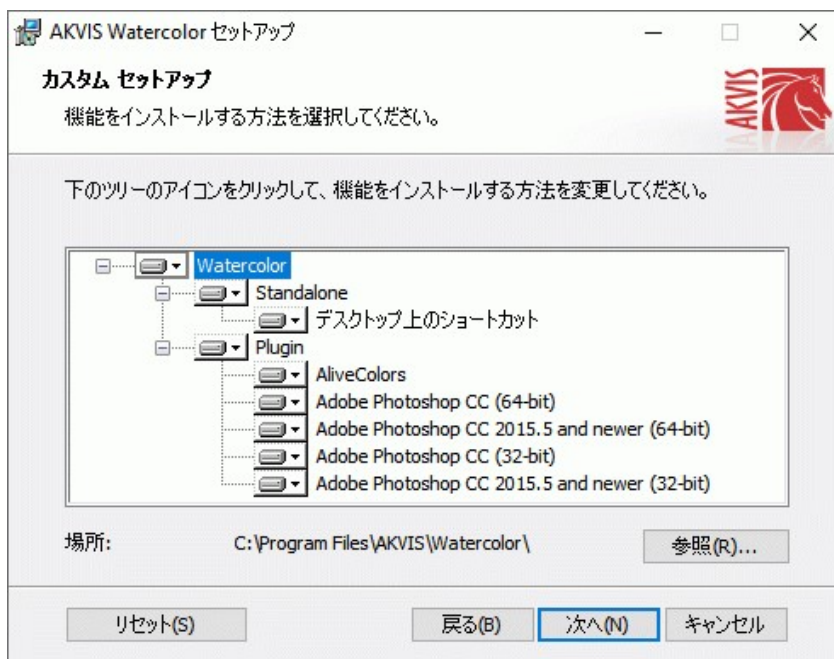 AKVIS Watercolor セットアップ
カスタム セットアップ
機能をインストールする方法を選択してください。
AKVIS
下のツリーのアイコンをクリックして、機能をインストールする方法を変更してください。
Watercolor
Standalone
デスクトップ上のショートカット
Plugin
AliveColors
Adobe Photoshop CC (64-bit)
Adobe Photoshop CC 2015.5 and newer (64-bit)
Adobe Photoshop CC (32-bit)
Adobe Photoshop CC 2015.5 and newer (32-bit)
場所: C:\Program Files\AKVIS\Watercolor\ 参照(R)...
リセット(S) 戻る(B) 次へ(N) キャンセル